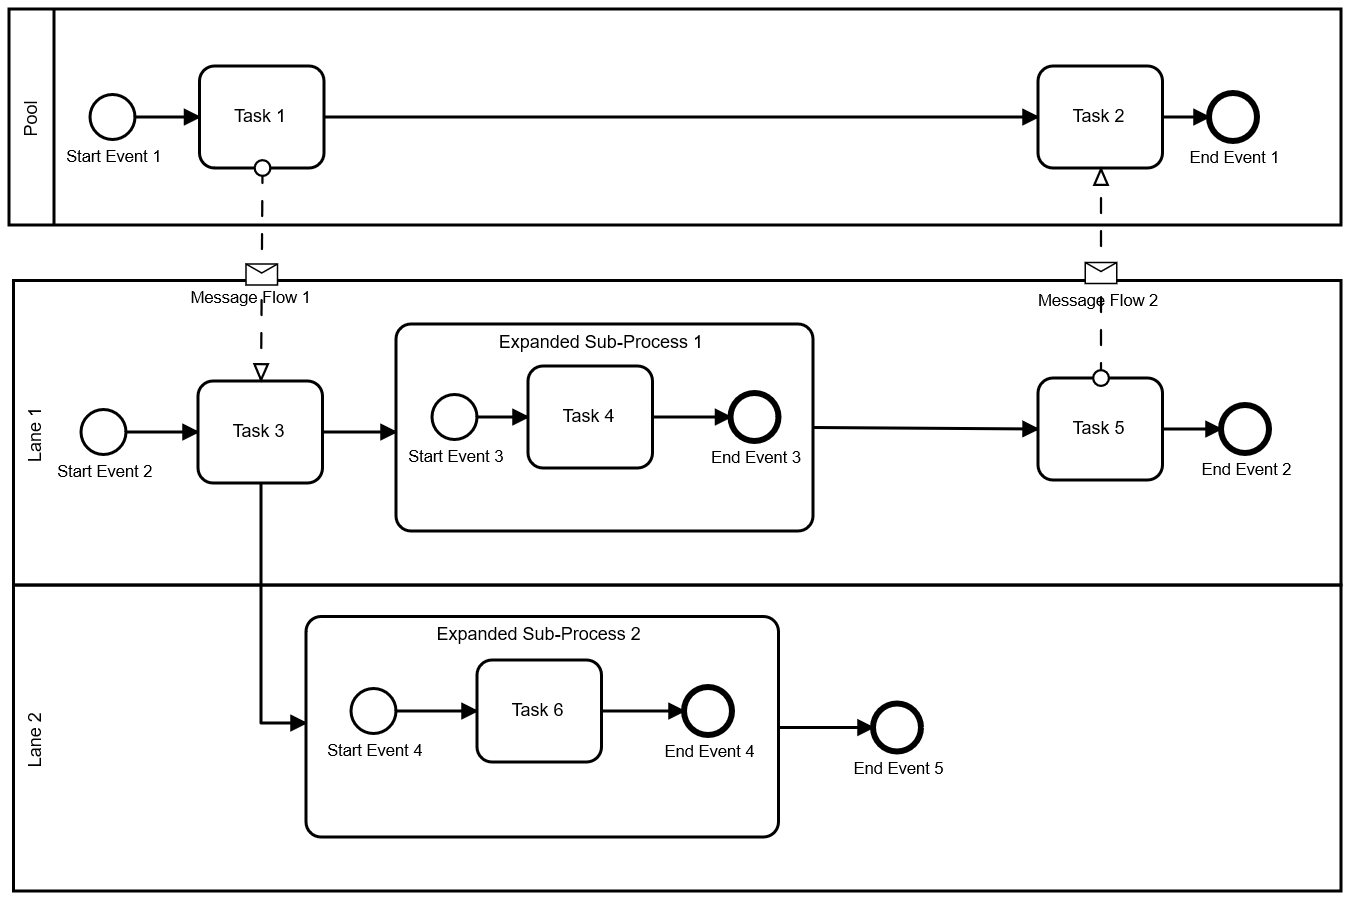 Pool
Task 1
Start Event 1
Task 2
End Event 1
Message Flow 1
Message Flow 2
Lane 1
Start Event 2
Task 3
Expanded Sub-Process 1
Task 4
Start Event 3
End Event 3
Task 5
End Event 2
Lane 2
Expanded Sub-Process 2
Task 6
Start Event 4
End Event 4
End Event 5